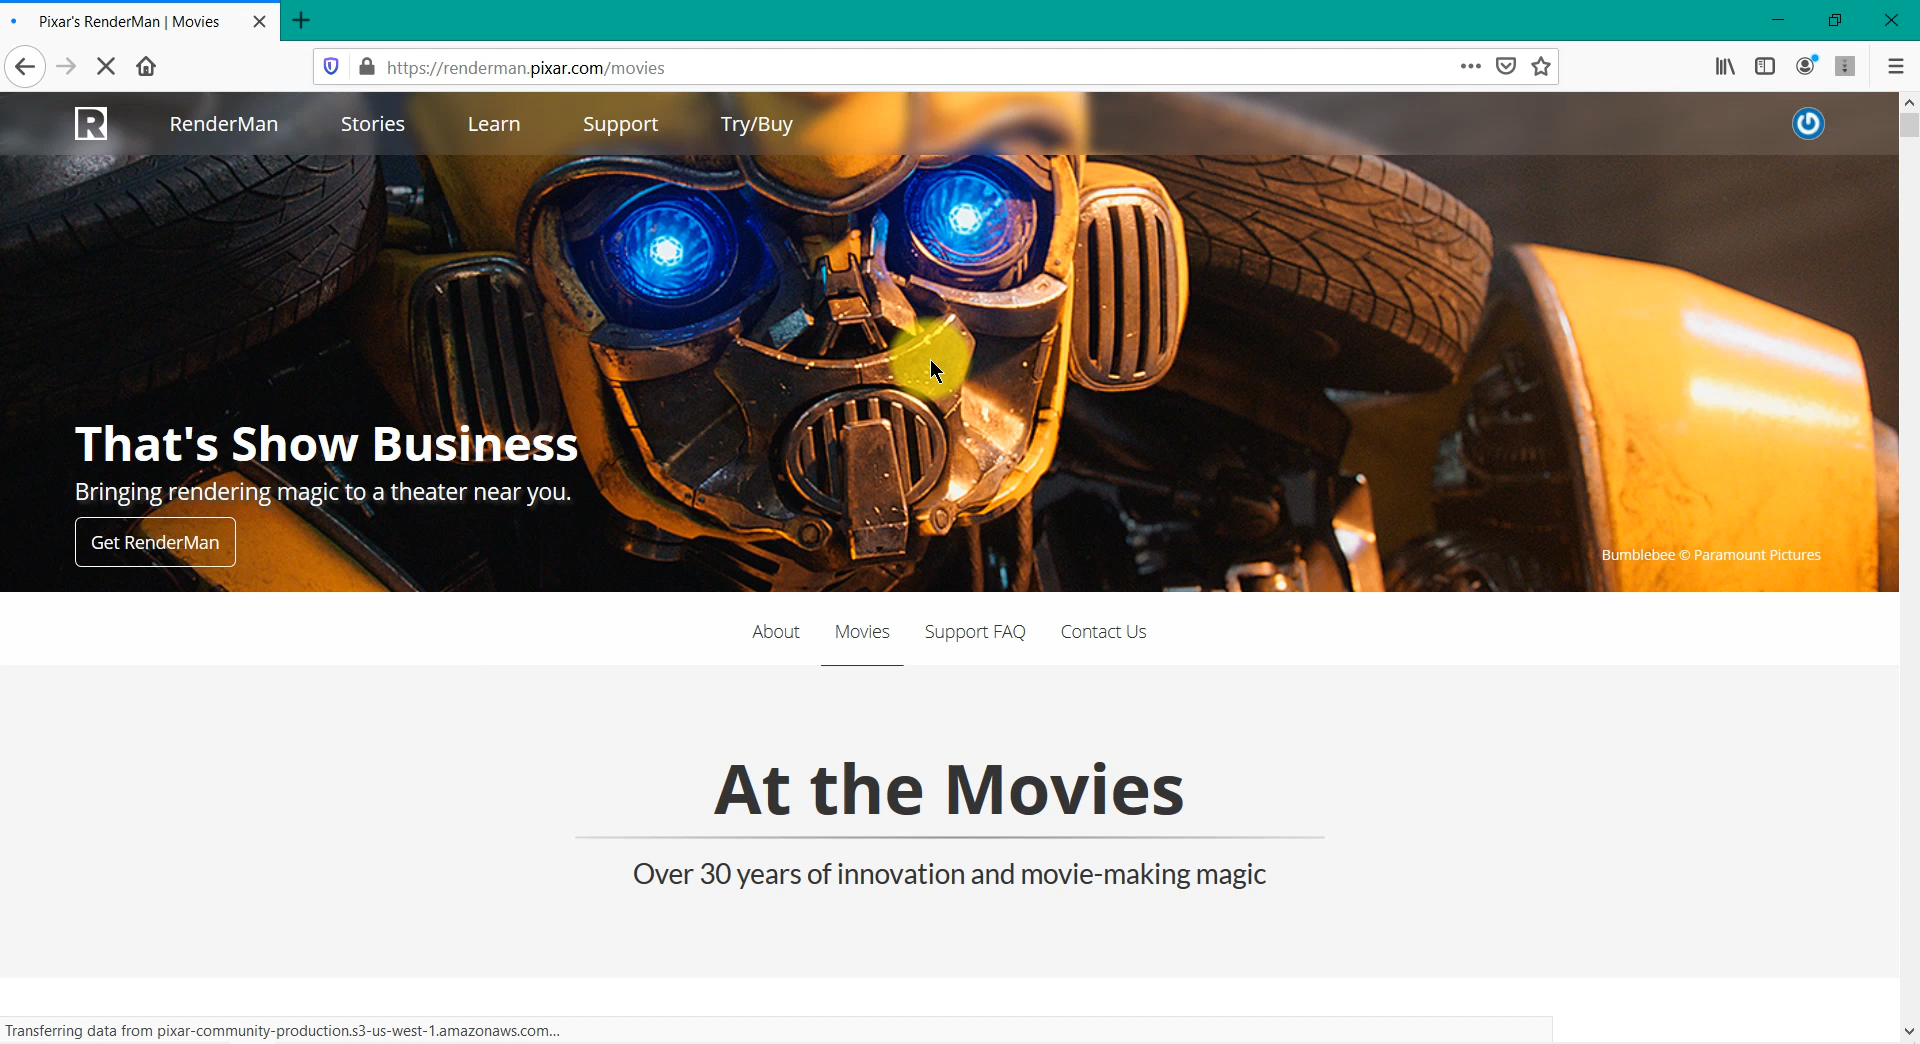 Pixar's RenderMan | Movies
https://renderman.pixar.com/movies
R RenderMan Stories Learn Support Try/Buy
That's Show Business
Bringing rendering magic to a theater near you.
Get RenderMan
Bumblebee © Paramount Pictures
About Movies Support FAQ Contact Us
At the Movies
Over 30 years of innovation and movie-making magic
Transferring data from pixar-community-production.s3-us-west-1.amazonaws.com...